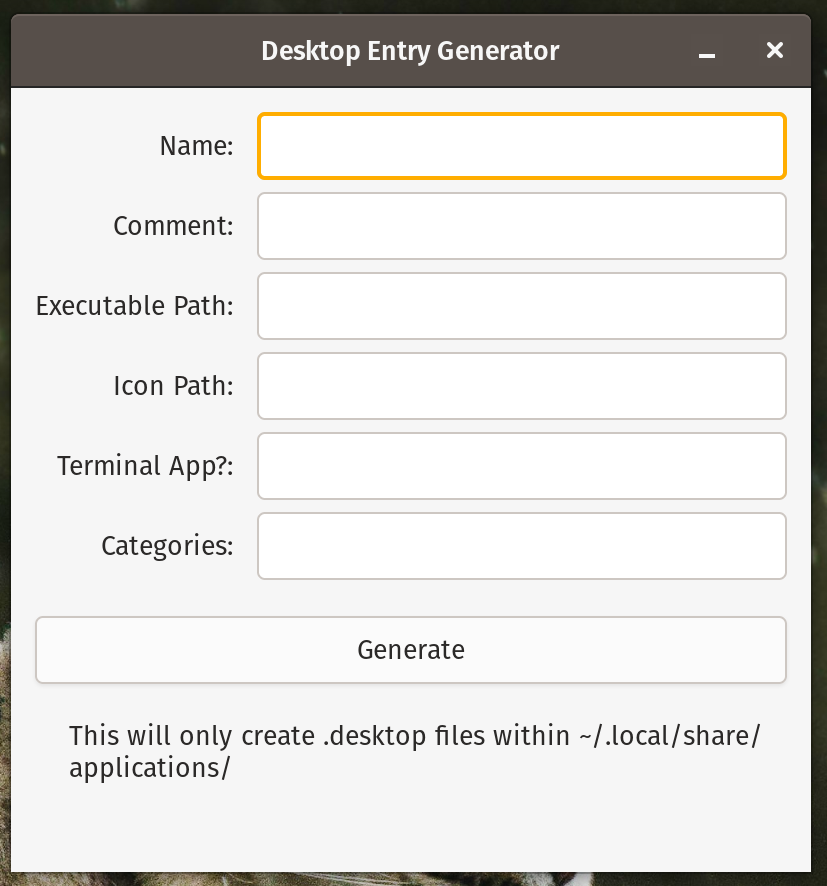 Desktop Entry Generator
Name:
Comment:
Executable Path:
Icon Path:
Terminal App?:
Categories:
Generate
This will only create .desktop files within ~/.local/share/
applications/